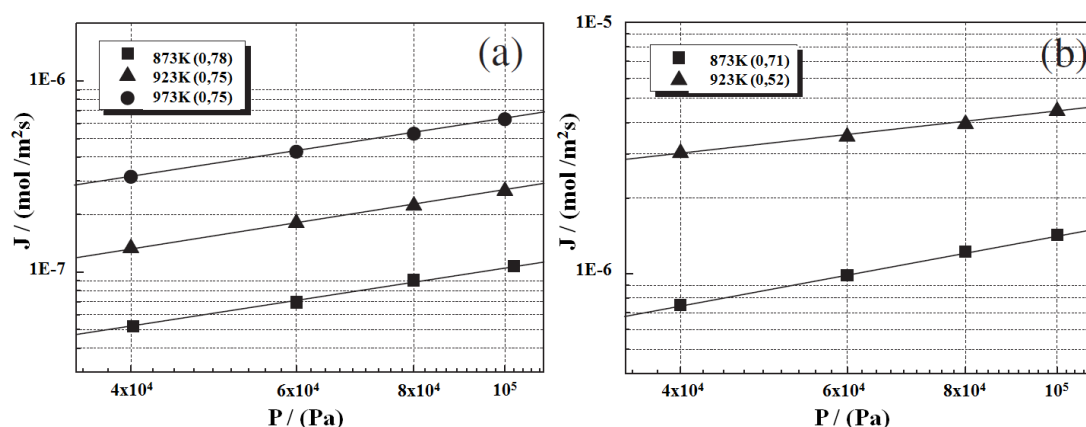 (a)
873K (0,78)
923K (0,75)
973K (0,75)
1E-6
1E-7
J / (mol /m²s)
4x10⁴
6x10⁴
8x10⁴
10⁵
P / (Pa)
(b)
873K (0,71)
923K (0,52)
1E-5
1E-6
J / (mol /m²s)
4x10⁴
6x10⁴
8x10⁴
10⁵
P / (Pa)